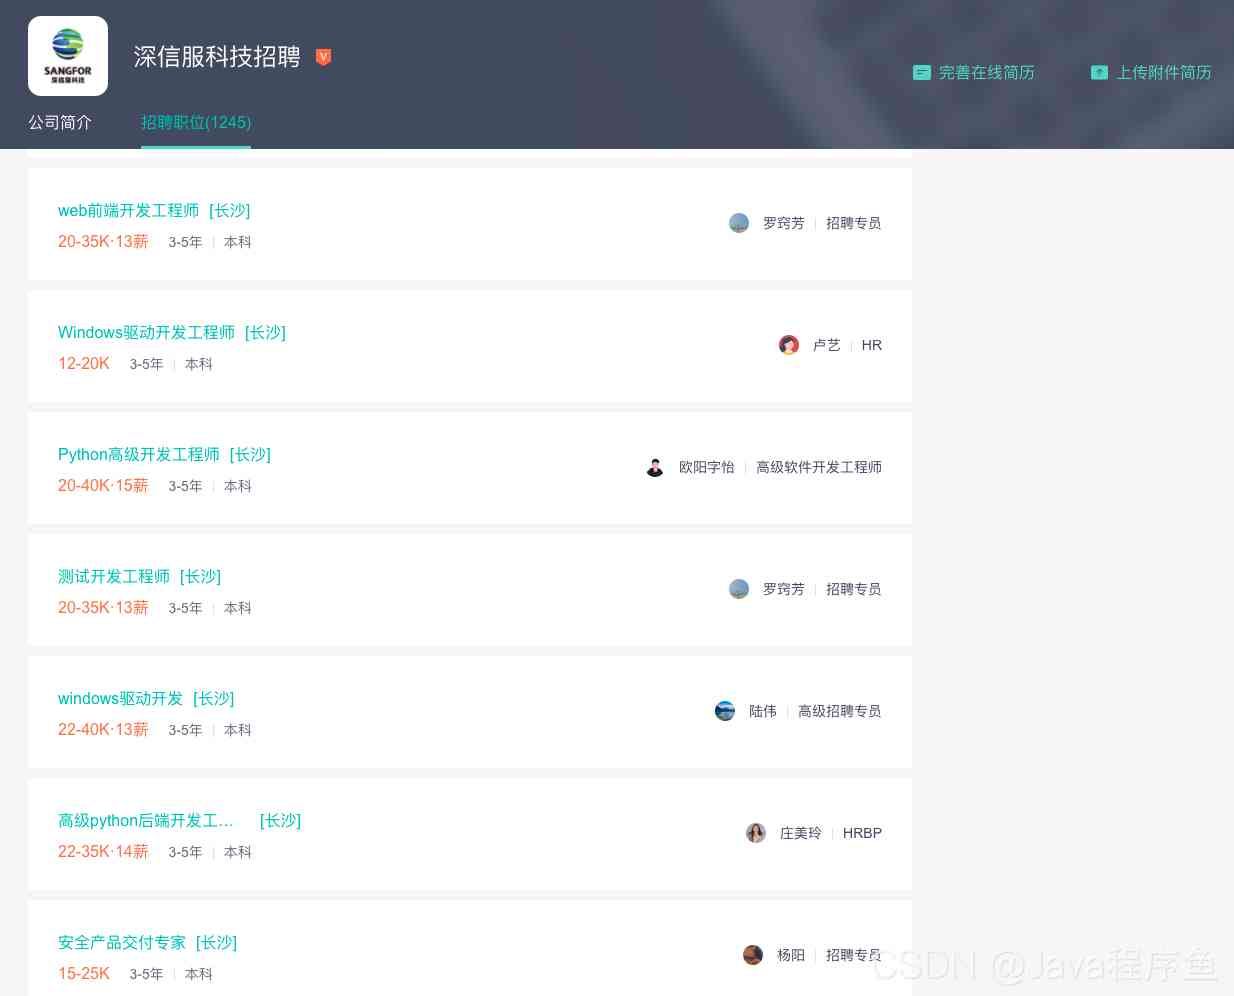 SANGFOR
深信服科技
深信服科技招聘 V
完善在线简历 上传附件简历
公司简介 招聘职位(1245)
web前端开发工程师 [长沙]
20-35K·13薪 3-5年 本科
罗窍芳 招聘专员
Windows驱动开发工程师 [长沙]
12-20K 3-5年 本科
卢艺 HR
Python高级开发工程师 [长沙]
20-40K·15薪 3-5年 本科
欧阳字怡 高级软件开发工程师
测试开发工程师 [长沙]
20-35K·13薪 3-5年 本科
罗窍芳 招聘专员
windows驱动开发 [长沙]
22-40K·13薪 3-5年 本科
陆伟 高级招聘专员
高级python后端开发工... [长沙]
22-35K·14薪 3-5年 本科
庄美玲 HRBP
安全产品交付专家 [长沙]
15-25K 3-5年 本科
杨阳 招聘专员
CSDN @Java程序鱼